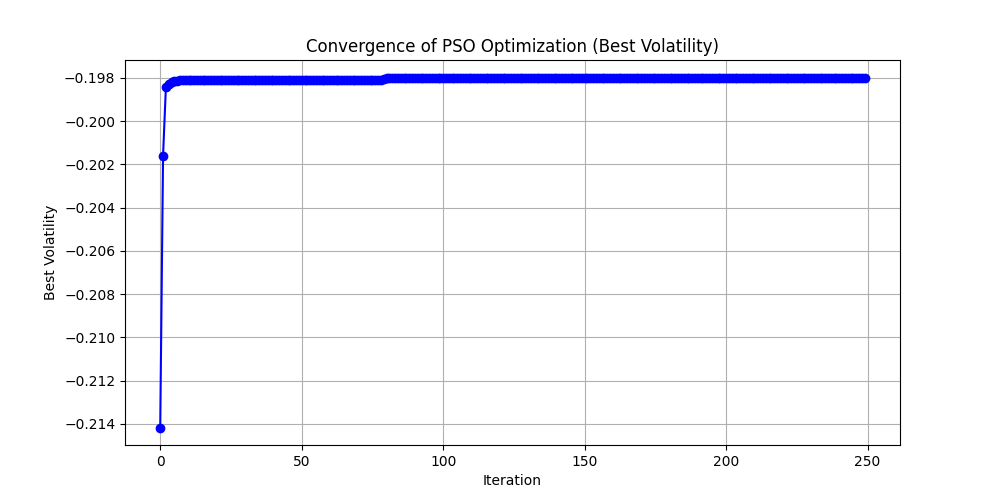 Convergence of PSO Optimization (Best Volatility)
Best Volatility
−0.198
−0.200
−0.202
−0.204
−0.206
−0.208
−0.210
−0.212
−0.214
0 50 100 150 200 250
Iteration